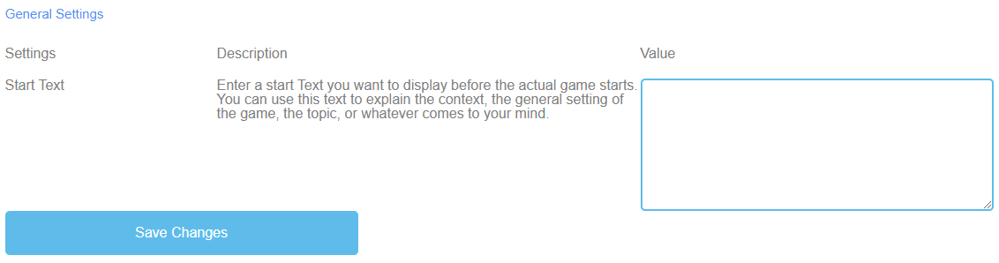 General Settings
Settings Description Value
Start Text
Enter a start Text you want to display before the actual game starts.
You can use this text to explain the context, the general setting of
the game, the topic, or whatever comes to your mind.
Save Changes